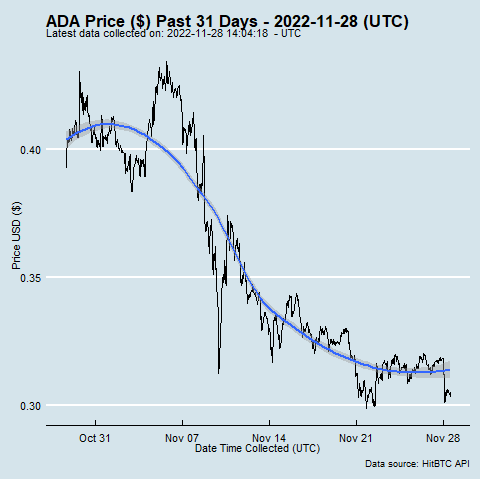 ADA Price ($) Past 31 Days - 2022-11-28 (UTC)
Latest data collected on: 2022-11-28 14:04:18 - UTC
0.40
0.35
0.30
Price USD ($)
Oct 31 Nov 07 Nov 14 Nov 21 Nov 28
Date Time Collected (UTC)
Data source: HitBTC API